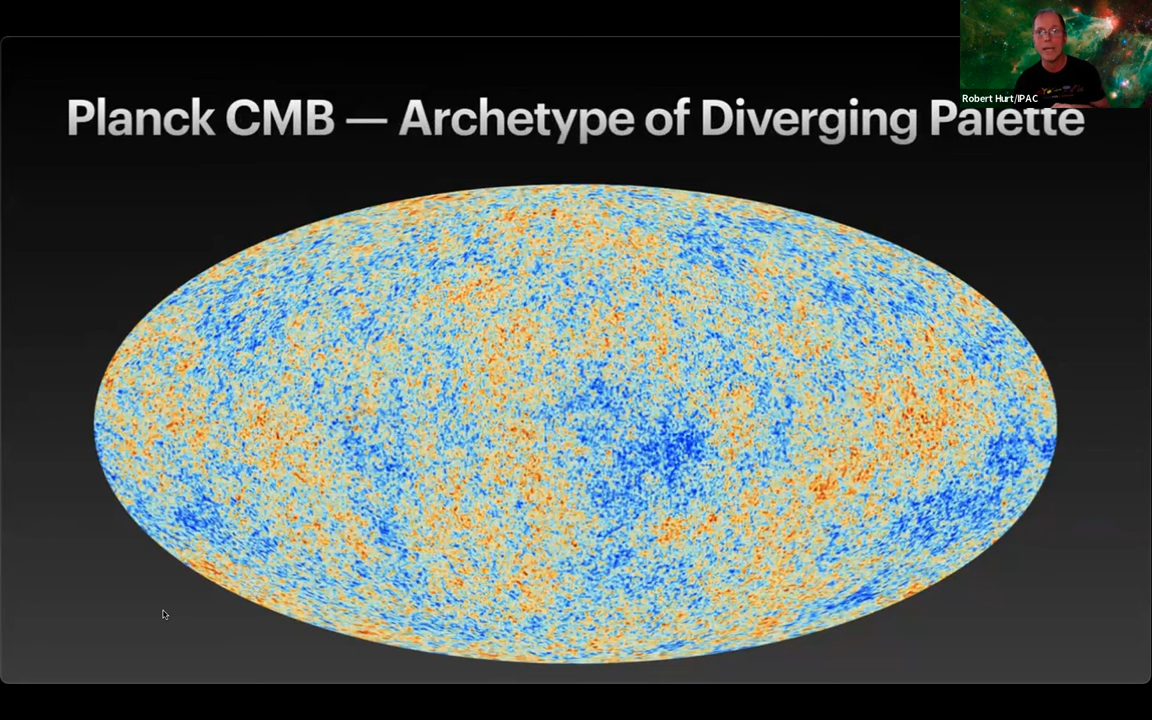 Robert Hurt/IPAC
Planck CMB — Archetype of Diverging Palette